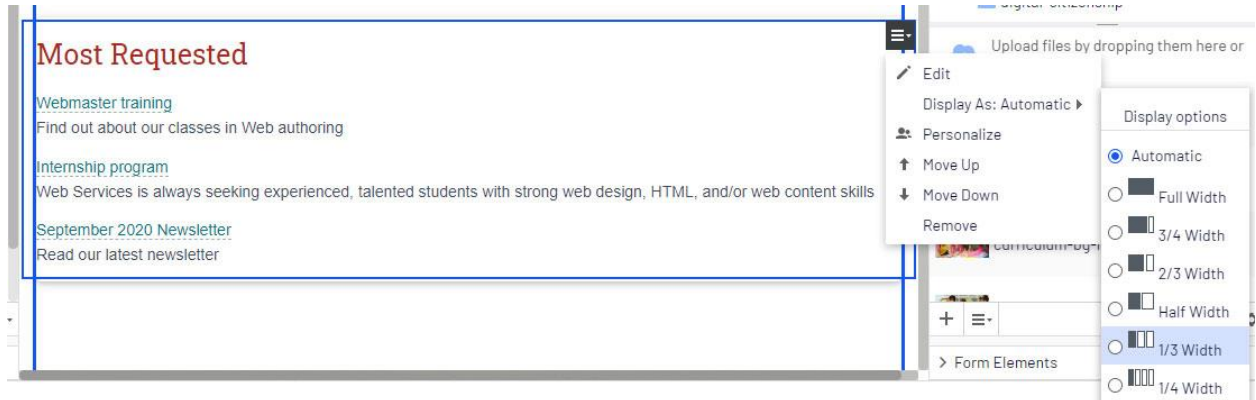 digital-citizenship
Most Requested
Upload files by dropping them here or
Webmaster training
Find out about our classes in Web authoring
Internship program
Web Services is always seeking experienced, talented students with strong web design, HTML, and/or web content skills
September 2020 Newsletter
Read our latest newsletter
Edit
Display As: Automatic
Personalize
Move Up
Move Down
Remove
Display options
Automatic
Full Width
3/4 Width
2/3 Width
Half Width
1/3 Width
1/4 Width
Form Elements